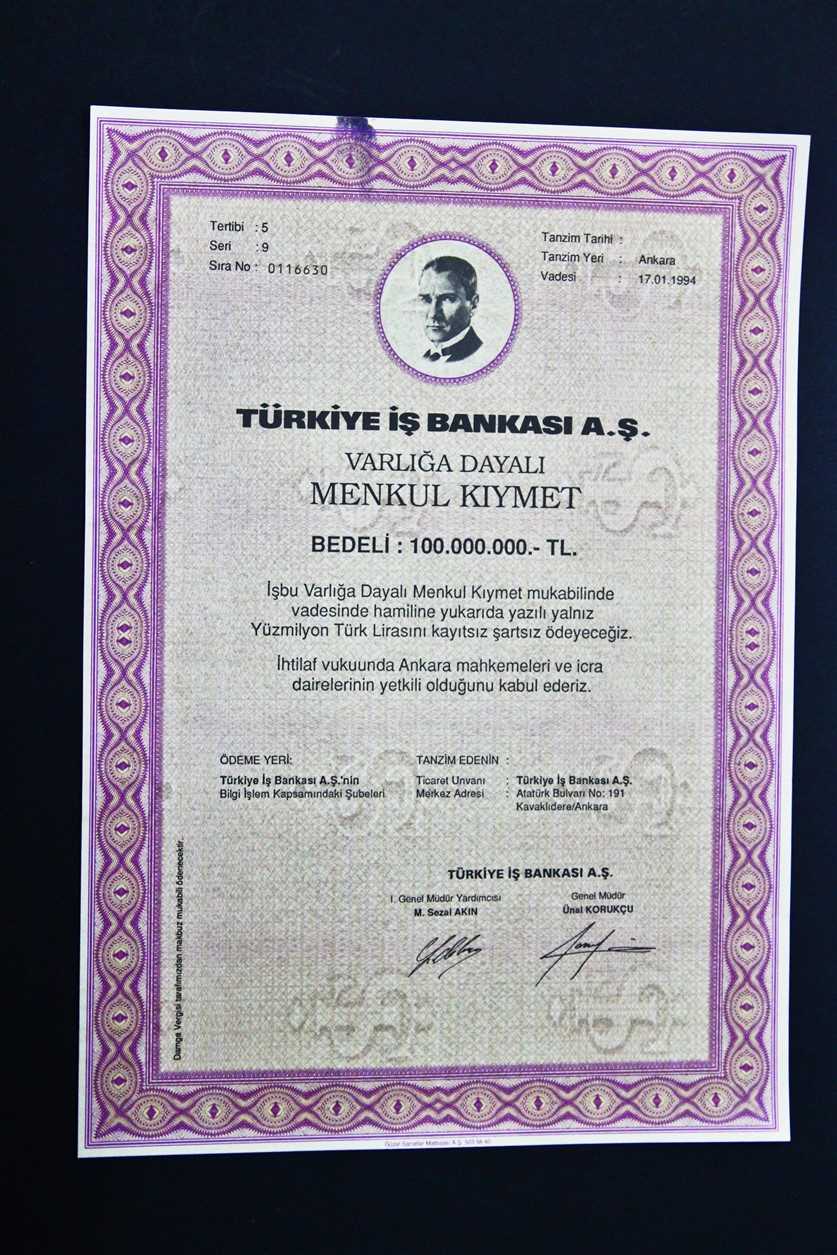 Tertibi : 5
Seri : 9
Sıra No : 0116630
Tanzim Tarihi :
Tanzim Yeri : Ankara
Vadesi : 17.01.1994
TÜRKİYE İŞ BANKASI A.Ş.
VARLIĞA DAYALI
MENKUL KIYMET
BEDELİ : 100.000.000.- TL.
İşbu Varlığa Dayalı Menkul Kıymet mukabilinde
vadesinde hamiline yukarıda yazılı yalnız
Yüzmilyon Türk Lirasını kayıtsız şartsız ödeyeceğiz.
İhtilaf vukuunda Ankara mahkemeleri ve icra
dairelerinin yetkili olduğunu kabul ederiz.
ÖDEME YERİ:
Türkiye İş Bankası A.Ş.'nin
Bilgi İşlem Kapsamındaki Şubeleri
TANZİM EDENİN :
Ticaret Unvanı : Türkiye İş Bankası A.Ş.
Merkez Adresi : Atatürk Bulvarı No: 191
Kavaklıdere/Ankara
TÜRKİYE İŞ BANKASI A.Ş.
I. Genel Müdür Yardımcısı
M. Sezai AKIN
Genel Müdür
Ünal KORUKÇU
Damga Vergisi tarafımızdan makbuz mukabili ödenecektir.
Güzel Sanatlar Matbaası A.Ş.